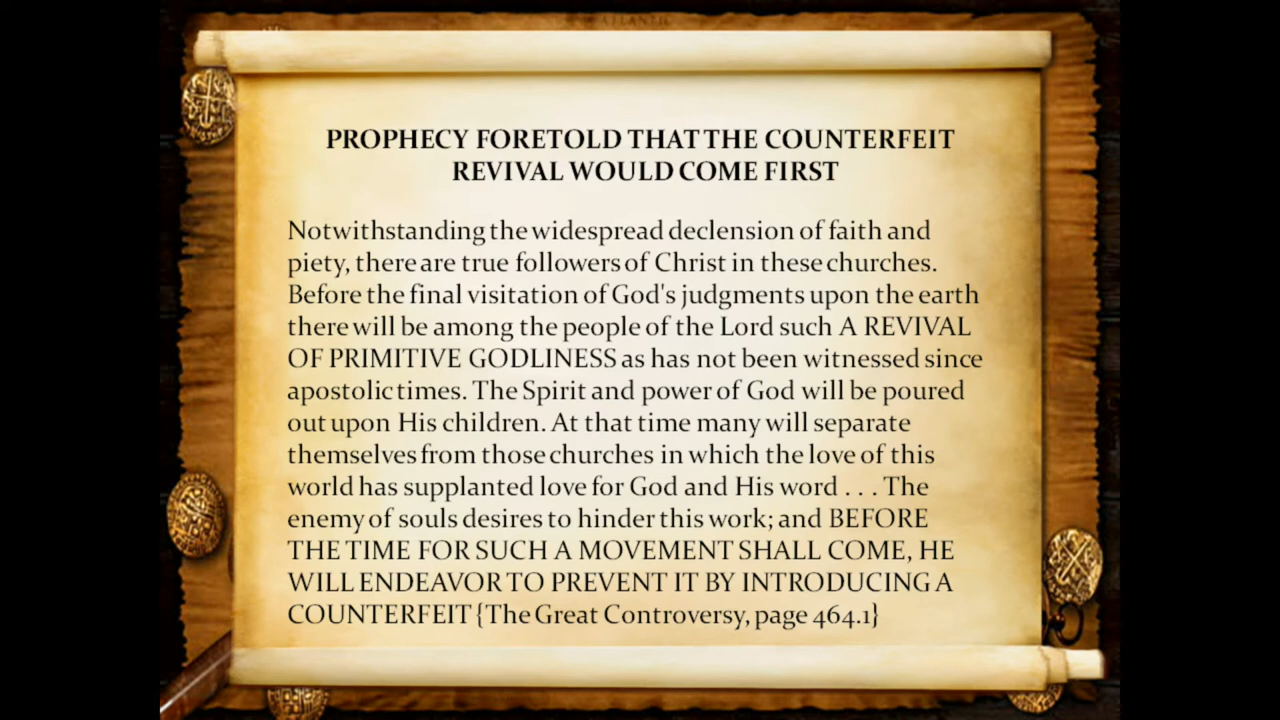 ATLANTIC
PROPHECY FORETOLD THAT THE COUNTERFEIT
REVIVAL WOULD COME FIRST
Notwithstanding the widespread declension of faith and
piety, there are true followers of Christ in these churches.
Before the final visitation of God's judgments upon the earth
there will be among the people of the Lord such A REVIVAL
OF PRIMITIVE GODLINESS as has not been witnessed since
apostolic times. The Spirit and power of God will be poured
out upon His children. At that time many will separate
themselves from those churches in which the love of this
world has supplanted love for God and His word . . . The
enemy of souls desires to hinder this work; and BEFORE
THE TIME FOR SUCH A MOVEMENT SHALL COME, HE
WILL ENDEAVOR TO PREVENT IT BY INTRODUCING A
COUNTERFEIT {The Great Controversy, page 464.1}